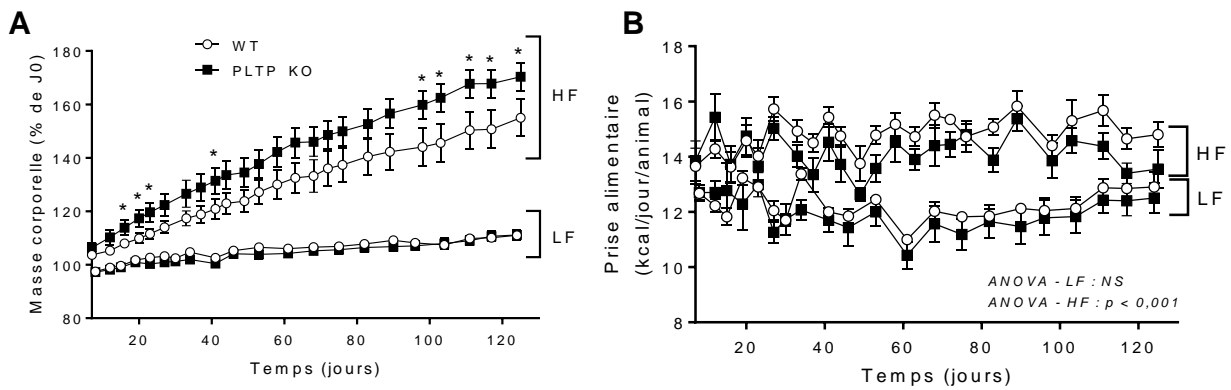 A
WT
PLTP KO
Masse corporelle (% de J0)
180
160
140
120
100
80
* * * * * * * * *
HF
LF
20 40 60 80 100 120 140
Temps (jours)
B
Prise alimentaire
(kcal/jour/animal)
18
16
14
12
10
8
HF
LF
ANOVA - LF : NS
ANOVA - HF : p < 0,001
20 40 60 80 100 120
Temps (jours)